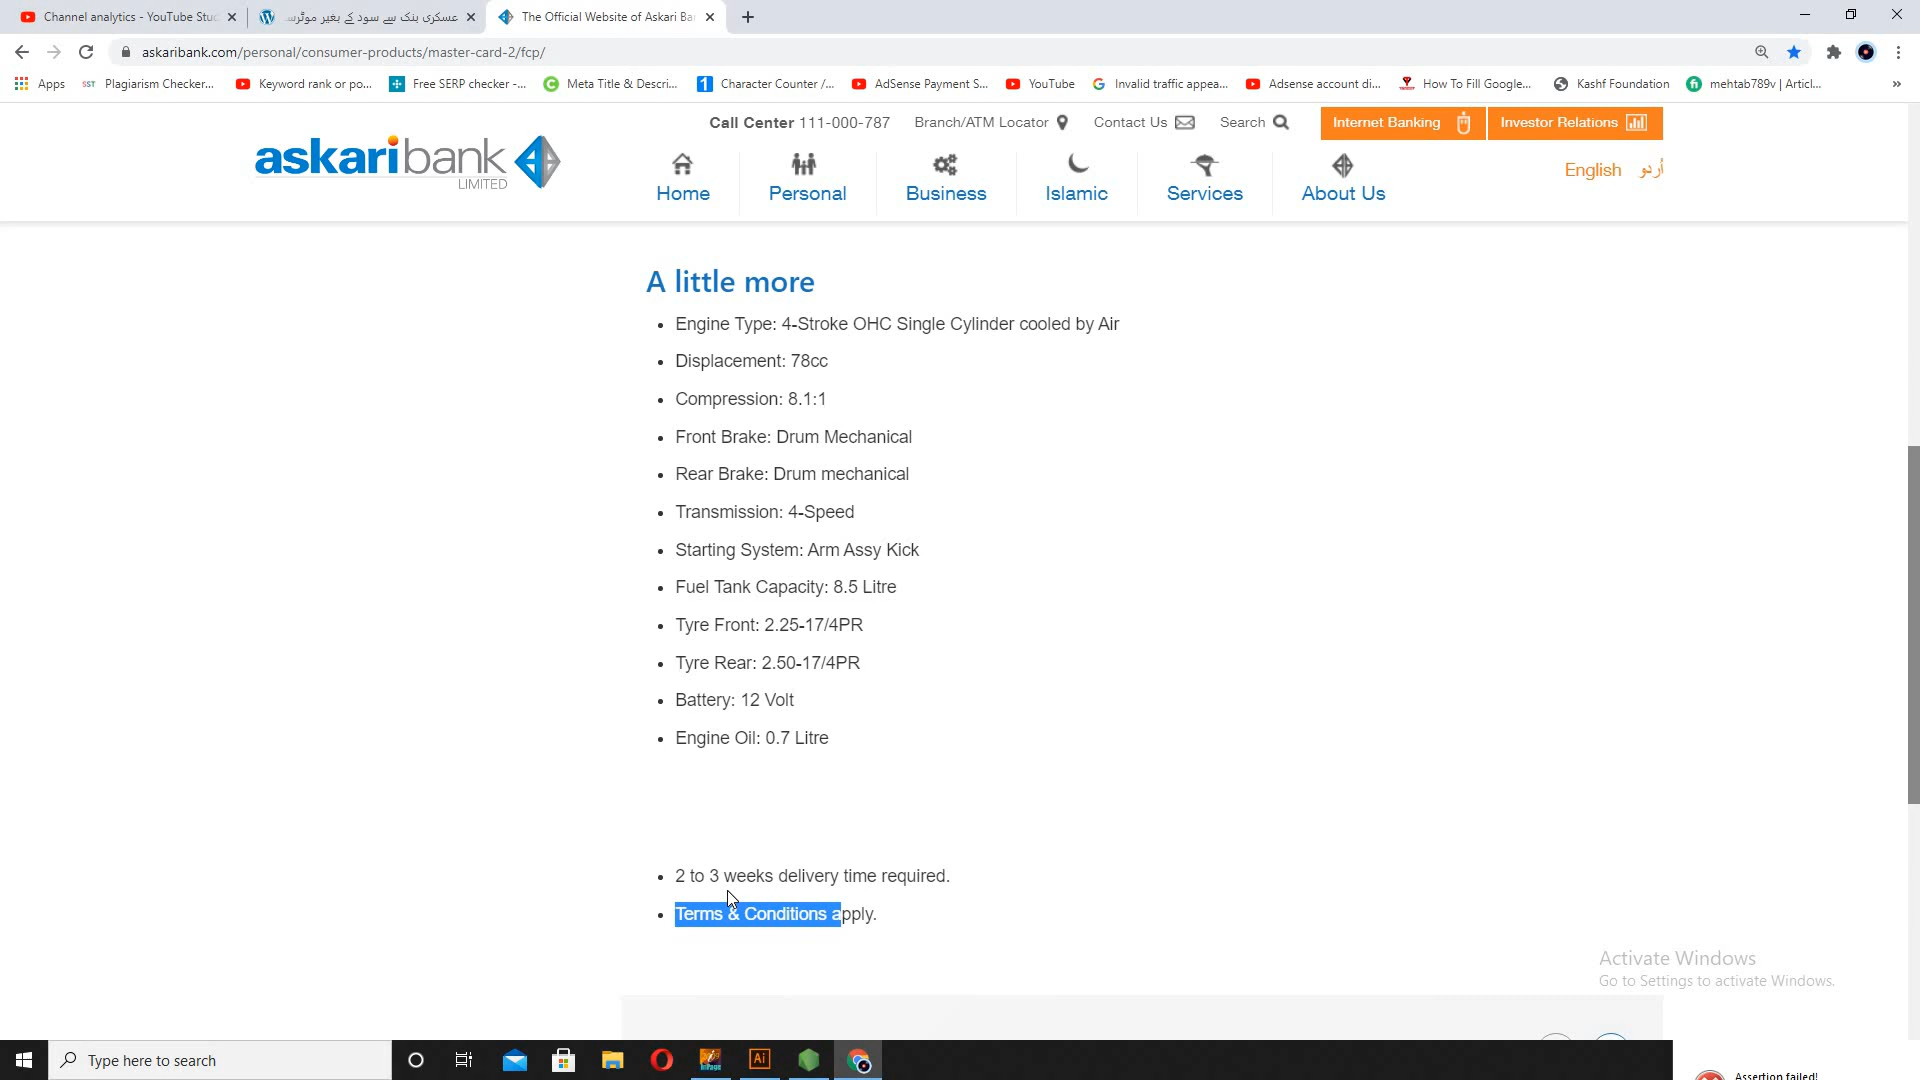 Channel analytics - YouTube Stu
عسکری بنک سے سود کے بغیر موٹرسہ
The Official Website of Askari Ba
askaribank.com/personal/consumer-products/master-card-2/fcp/
Apps
SST Plagiarism Checker...
Keyword rank or po...
Free SERP checker -...
Meta Title & Descri...
1 Character Counter /...
AdSense Payment S...
YouTube
Invalid traffic appea...
Adsense account di...
How To Fill Google...
Kashf Foundation
mehtab789v | Articl...
Call Center 111-000-787
Branch/ATM Locator
Contact Us
Search
Internet Banking
Investor Relations
askaribank
LIMITED
Home
Personal
Business
Islamic
Services
About Us
English
اُردو
A little more
Engine Type: 4-Stroke OHC Single Cylinder cooled by Air
Displacement: 78cc
Compression: 8.1:1
Front Brake: Drum Mechanical
Rear Brake: Drum mechanical
Transmission: 4-Speed
Starting System: Arm Assy Kick
Fuel Tank Capacity: 8.5 Litre
Tyre Front: 2.25-17/4PR
Tyre Rear: 2.50-17/4PR
Battery: 12 Volt
Engine Oil: 0.7 Litre
2 to 3 weeks delivery time required.
Terms & Conditions apply.
Activate Windows
Go to Settings to activate Windows.
Type here to search
Ai
Assertion failed!